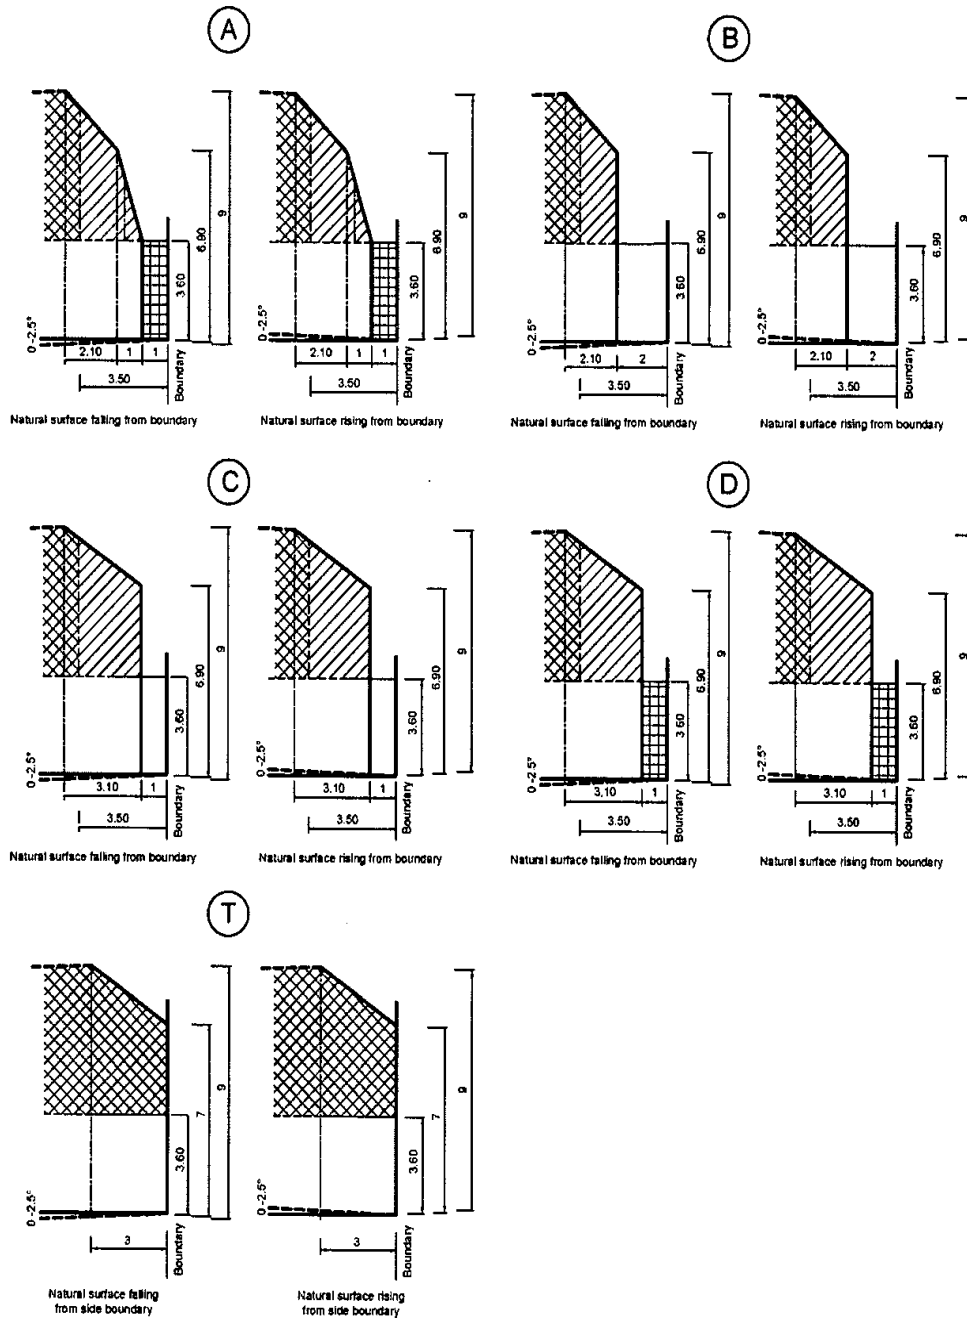 A
9
6.90
3.60
0 -2.5°
2.10
1
1
3.50
Boundary
Natural surface falling from boundary
9
6.90
3.60
0 -2.5°
2.10
1
1
3.50
Boundary
Natural surface rising from boundary
B
9
6.90
3.60
0 -2.5°
2.10
2
3.50
Boundary
Natural surface falling from boundary
9
6.90
3.60
0 -2.5°
2.10
2
3.50
Boundary
Natural surface rising from boundary
C
9
6.90
3.60
0 -2.5°
3.10
1
3.50
Boundary
Natural surface falling from boundary
9
6.90
3.60
0 -2.5°
3.10
1
3.50
Boundary
Natural surface rising from boundary
D
9
6.90
3.60
0 -2.5°
3.10
1
3.50
Boundary
Natural surface falling from boundary
9
6.90
3.60
0 -2.5°
3.10
1
3.50
Boundary
Natural surface rising from boundary
T
9
7
3.60
0 -2.5°
3
Boundary
Natural surface falling
from side boundary
9
7
3.60
0 -2.5°
3
Boundary
Natural surface rising
from side boundary